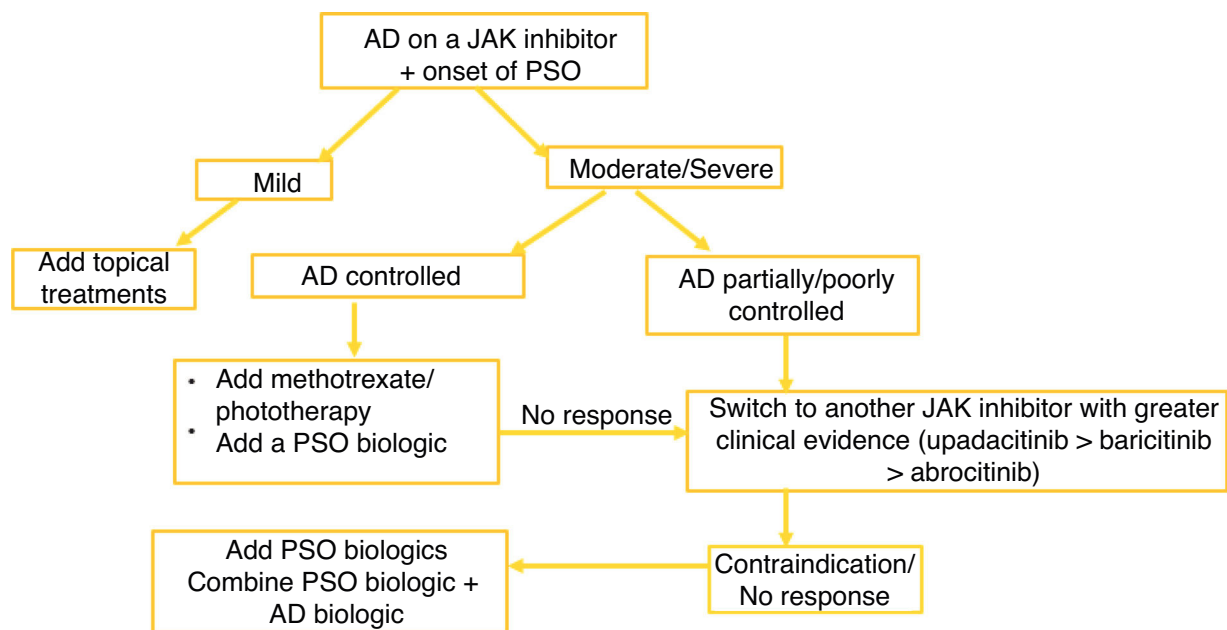 AD on a JAK inhibitor
+ onset of PSO
Mild
Moderate/Severe
Add topical
treatments
AD controlled
AD partially/poorly
controlled
• Add methotrexate/
phototherapy
• Add a PSO biologic
No response
Switch to another JAK inhibitor with greater
clinical evidence (upadacitinib > baricitinib
> abrocitinib)
Add PSO biologics
Combine PSO biologic +
AD biologic
Contraindication/
No response